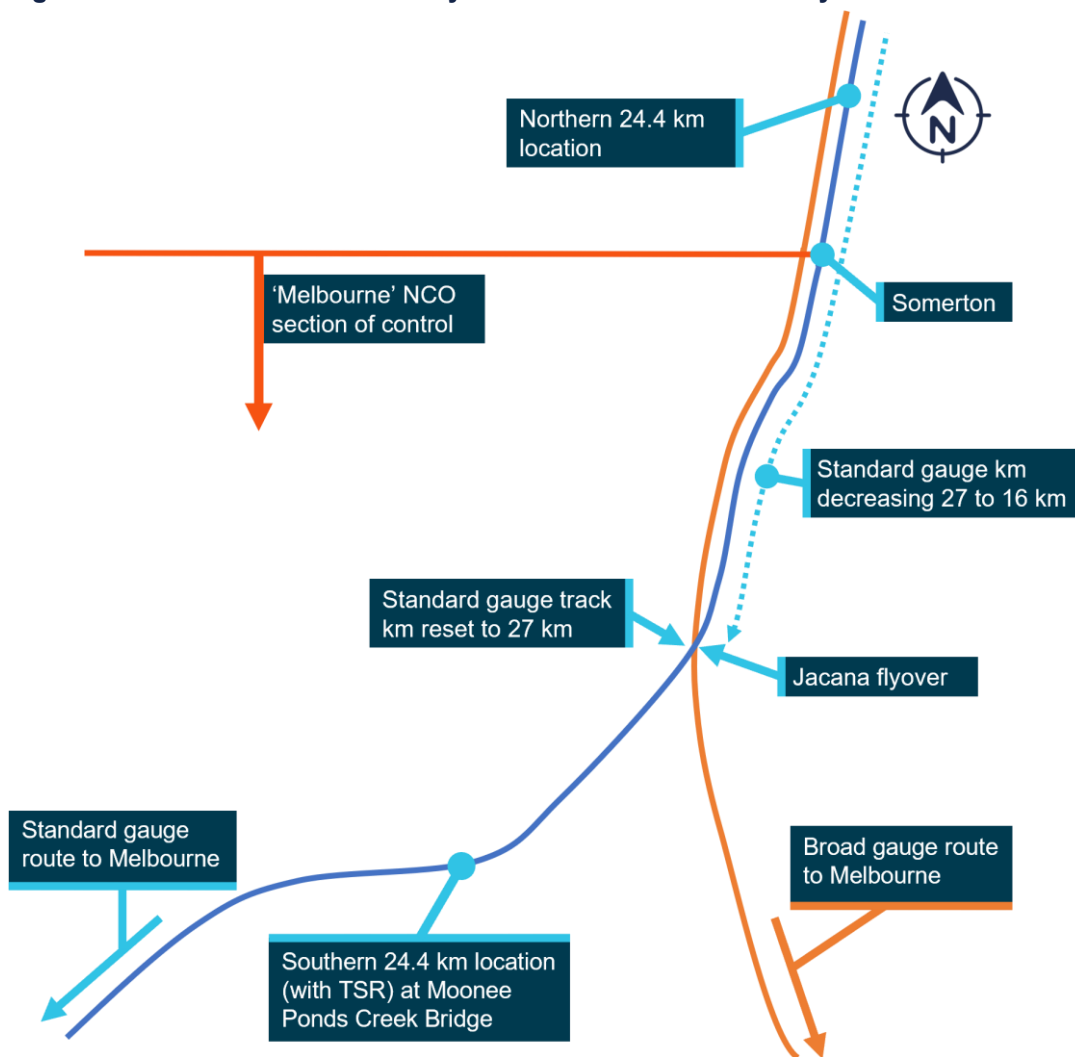 Northern 24.4 km
location
N
'Melbourne' NCO
section of control
Somerton
Standard gauge km
decreasing 27 to 16 km
Standard gauge track
km reset to 27 km
Jacana flyover
Standard gauge
route to Melbourne
Broad gauge route
to Melbourne
Southern 24.4 km location
(with TSR) at Moonee
Ponds Creek Bridge